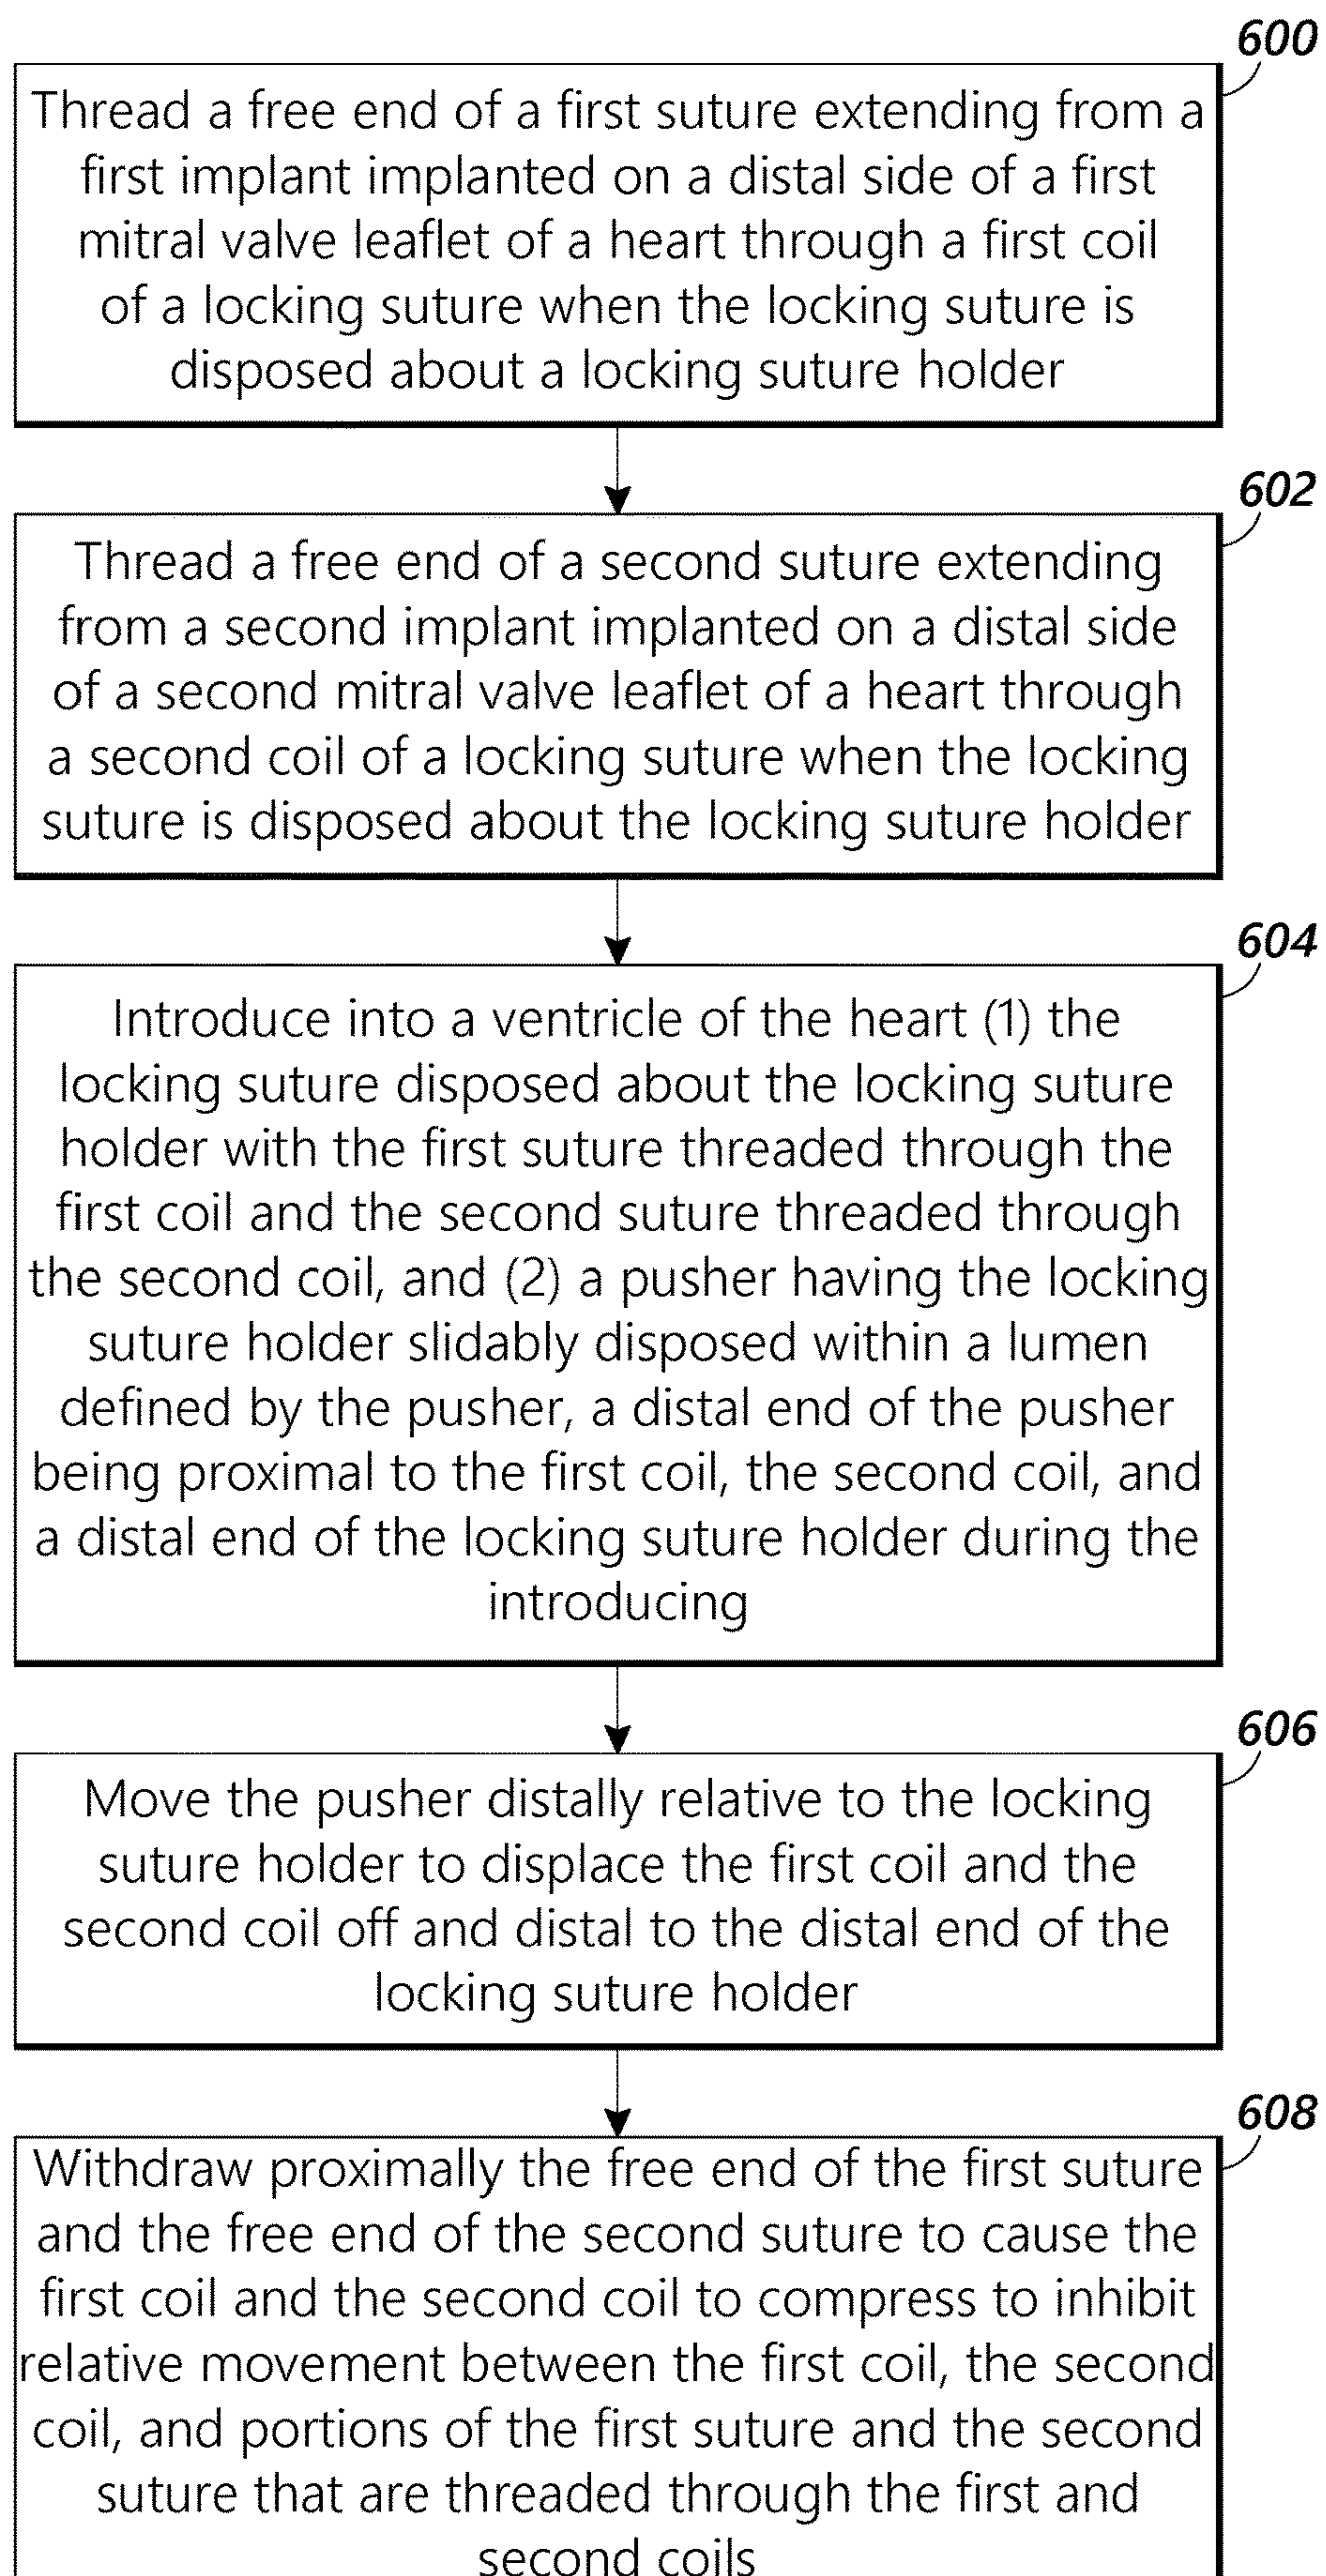 600
Thread a free end of a first suture extending from a
first implant implanted on a distal side of a first
mitral valve leaflet of a heart through a first coil
of a locking suture when the locking suture is
disposed about a locking suture holder
602
Thread a free end of a second suture extending
from a second implant implanted on a distal side
of a second mitral valve leaflet of a heart through
a second coil of a locking suture when the locking
suture is disposed about the locking suture holder
604
Introduce into a ventricle of the heart (1) the
locking suture disposed about the locking suture
holder with the first suture threaded through the
first coil and the second suture threaded through
the second coil, and (2) a pusher having the locking
suture holder slidably disposed within a lumen
defined by the pusher, a distal end of the pusher
being proximal to the first coil, the second coil, and
a distal end of the locking suture holder during the
introducing
606
Move the pusher distally relative to the locking
suture holder to displace the first coil and the
second coil off and distal to the distal end of the
locking suture holder
608
Withdraw proximally the free end of the first suture
and the free end of the second suture to cause the
first coil and the second coil to compress to inhibit
relative movement between the first coil, the second
coil, and portions of the first suture and the second
suture that are threaded through the first and
second coils